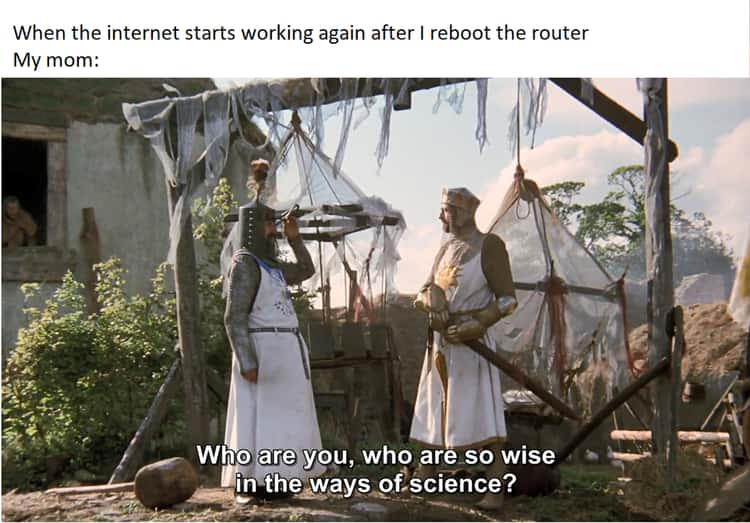 When the internet starts working again after I reboot the router
My mom:
Who are you, who are so wise
in the ways of science?